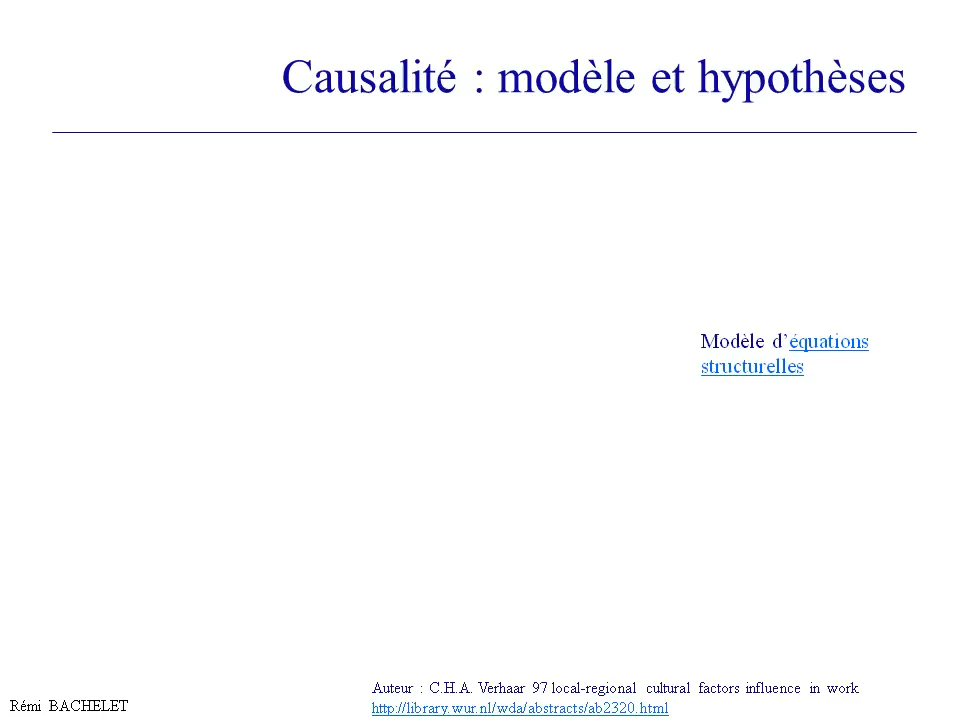 Causalité : modèle et hypothèses
Modèle d’équations
structurelles
Auteur : C.H.A. Verhaar 97 local-regional cultural factors influence in work
http://library.wur.nl/wda/abstracts/ab2320.html
Rémi BACHELET